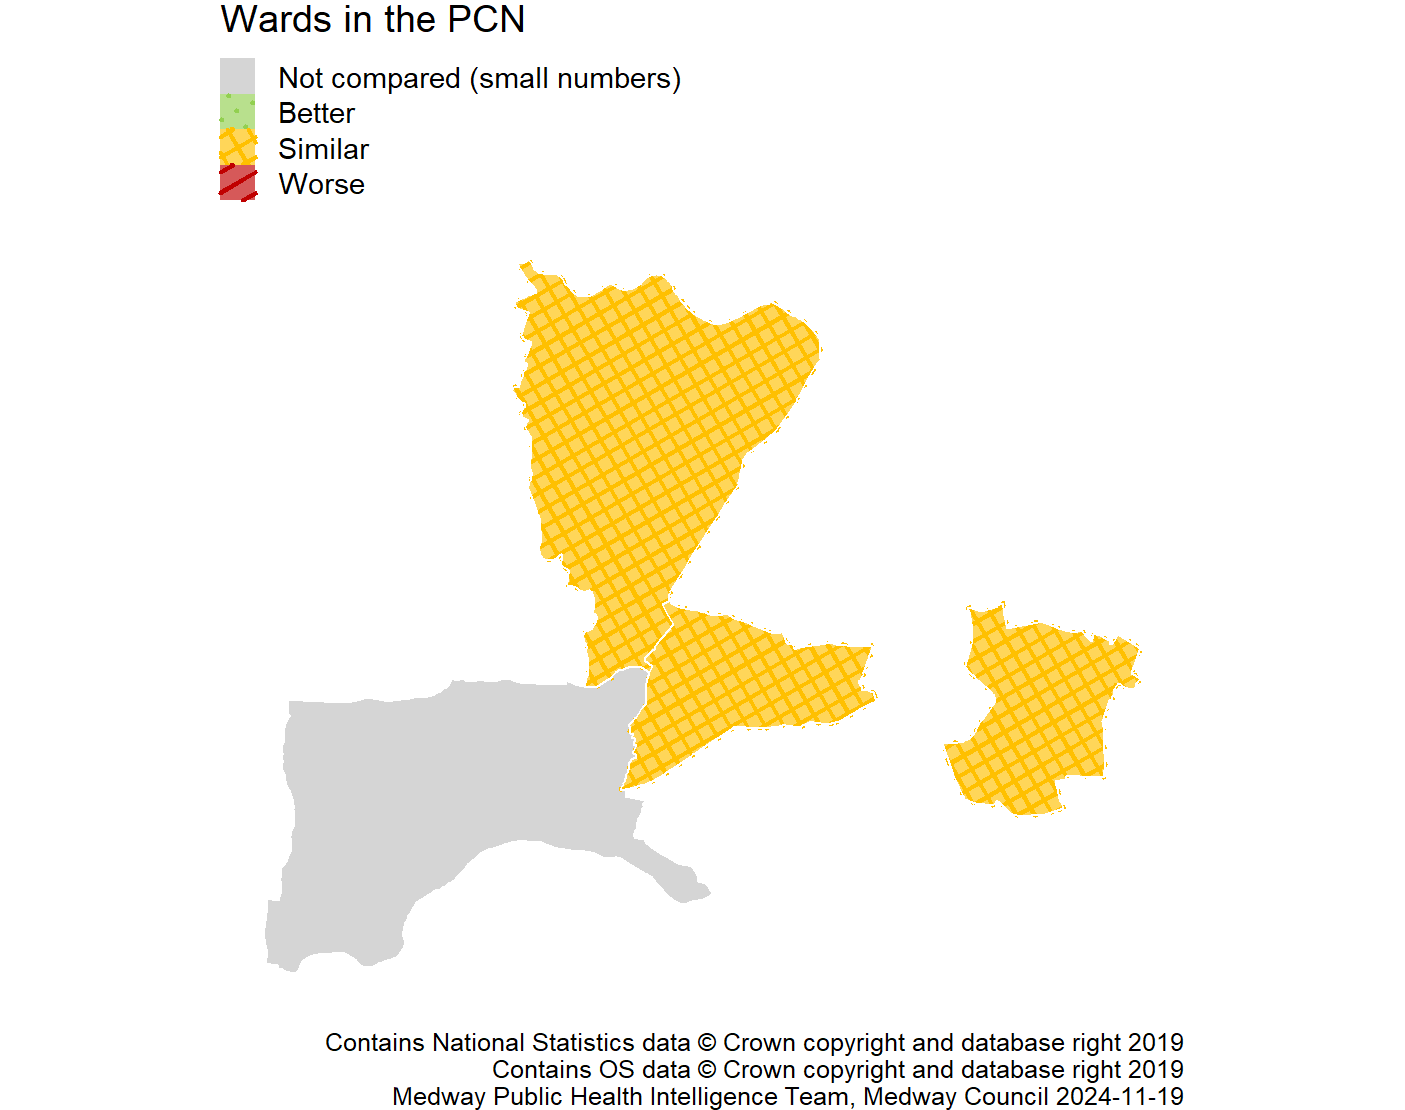 Wards in the PCN
Not compared (small numbers)
Better
Similar
Worse
Contains National Statistics data © Crown copyright and database right 2019
Contains OS data © Crown copyright and database right 2019
Medway Public Health Intelligence Team, Medway Council 2024-11-19